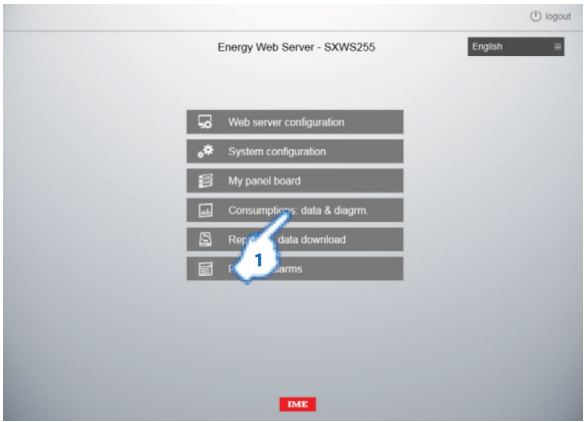 logout
Energy Web Server - SXWS255
English
Web server configuration
System configuration
My panel board
Consumptions: data & diagrm.
data download
1
IME